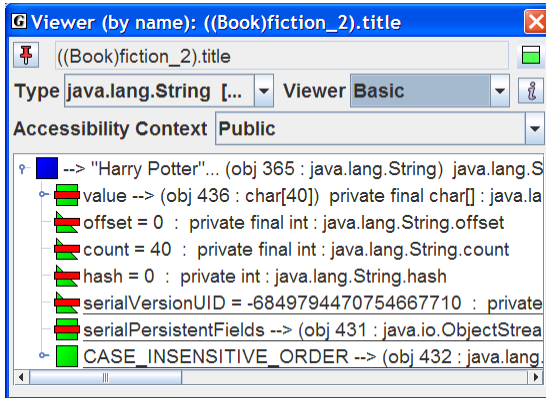 G Viewer (by name): ((Book)fiction_2).title
((Book)fiction_2).title
Type java.lang.String [... Viewer Basic i
Accessibility Context Public
--> "Harry Potter"... (obj 365 : java.lang.String) java.lang.S
value --> (obj 436 : char[40]) private final char[] : java.la
offset = 0 : private final int : java.lang.String.offset
count = 40 : private final int : java.lang.String.count
hash = 0 : private int : java.lang.String.hash
serialVersionUID = -6849794470754667710 : private
serialPersistentFields --> (obj 431 : java.io.ObjectStrea
CASE_INSENSITIVE_ORDER --> (obj 432 : java.lang.